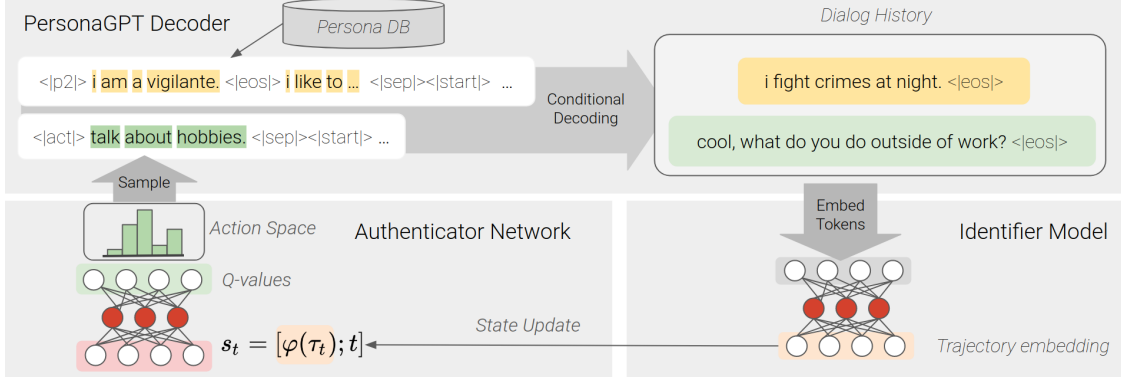 PersonaGPT Decoder
Persona DB
<|p2|> i am a vigilante. <|eos|> i like to ... <|sep|><|start|> ...
<|act|> talk about hobbies. <|sep|><|start|> ...
Conditional
Decoding
Dialog History
i fight crimes at night. <|eos|>
cool, what do you do outside of work? <|eos|>
Sample
Embed
Tokens
Action Space
Authenticator Network
Identifier Model
Q-values
s_t = [φ(τ_t); t]
State Update
Trajectory embedding